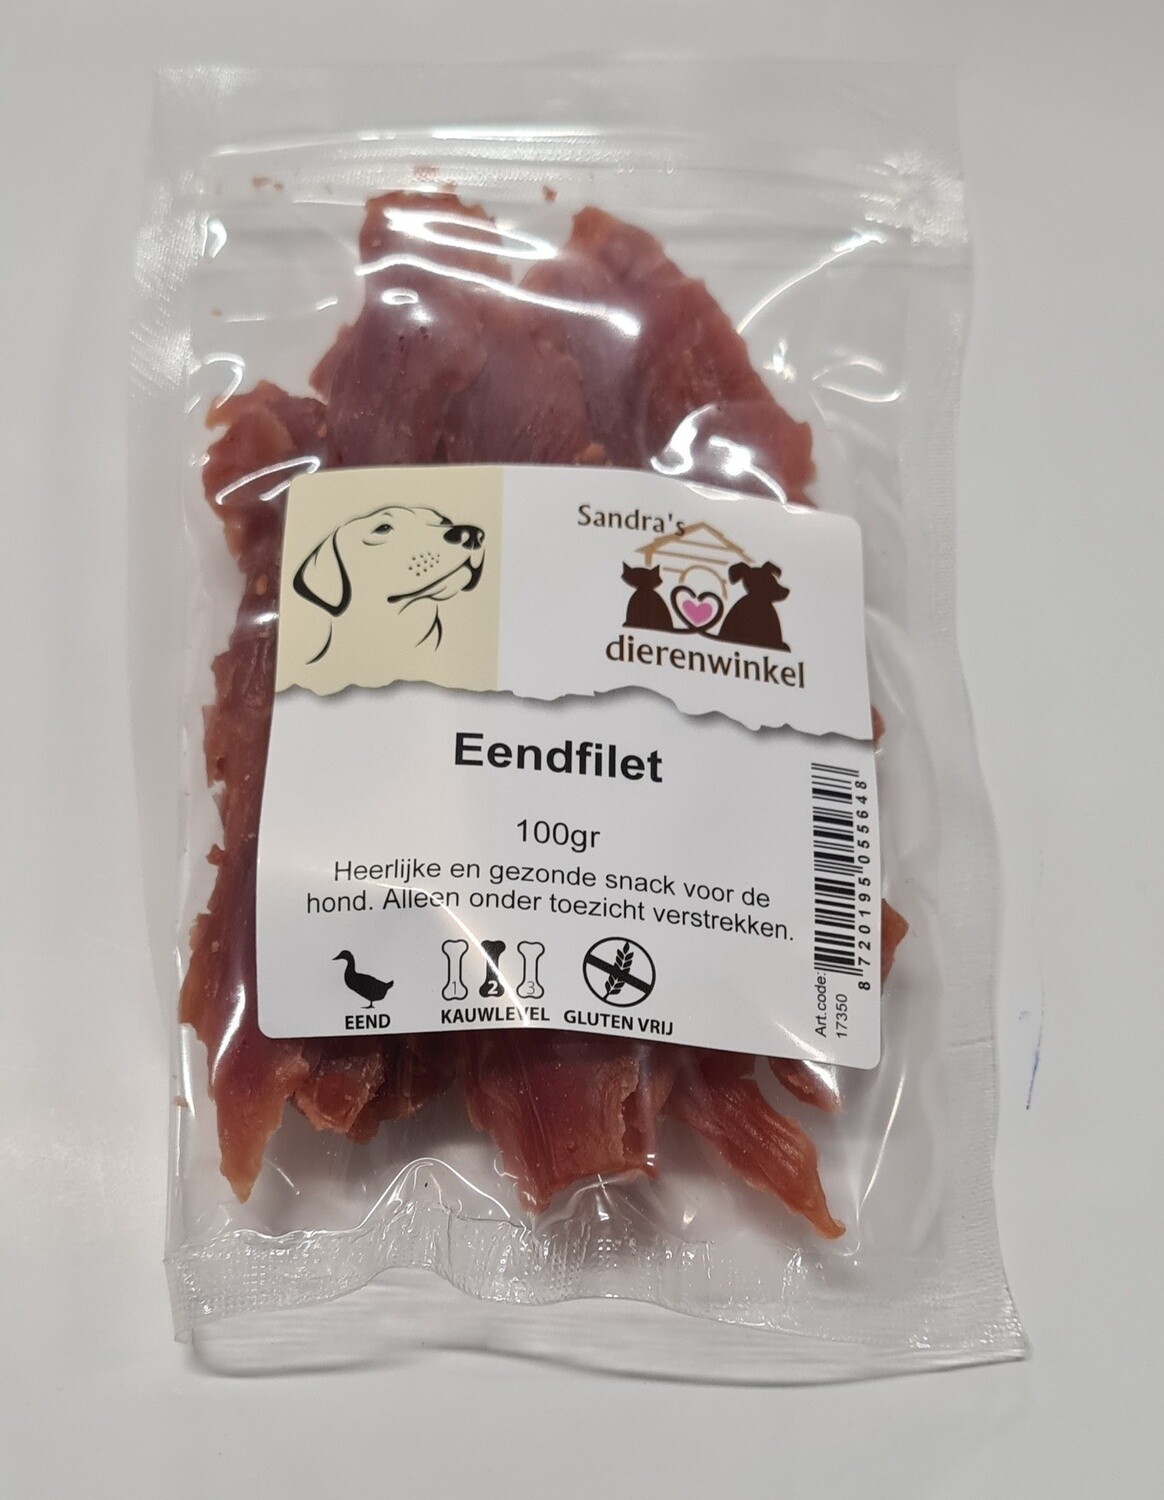 Sandra's
dierenwinkel
Eendfilet
100gr
Heerlijke en gezonde snack voor de
hond. Alleen onder toezicht verstrekken.
1 2 3
EEND KAUWLEVEL GLUTEN VRIJ
Art.code:
17350
8 720195 055648